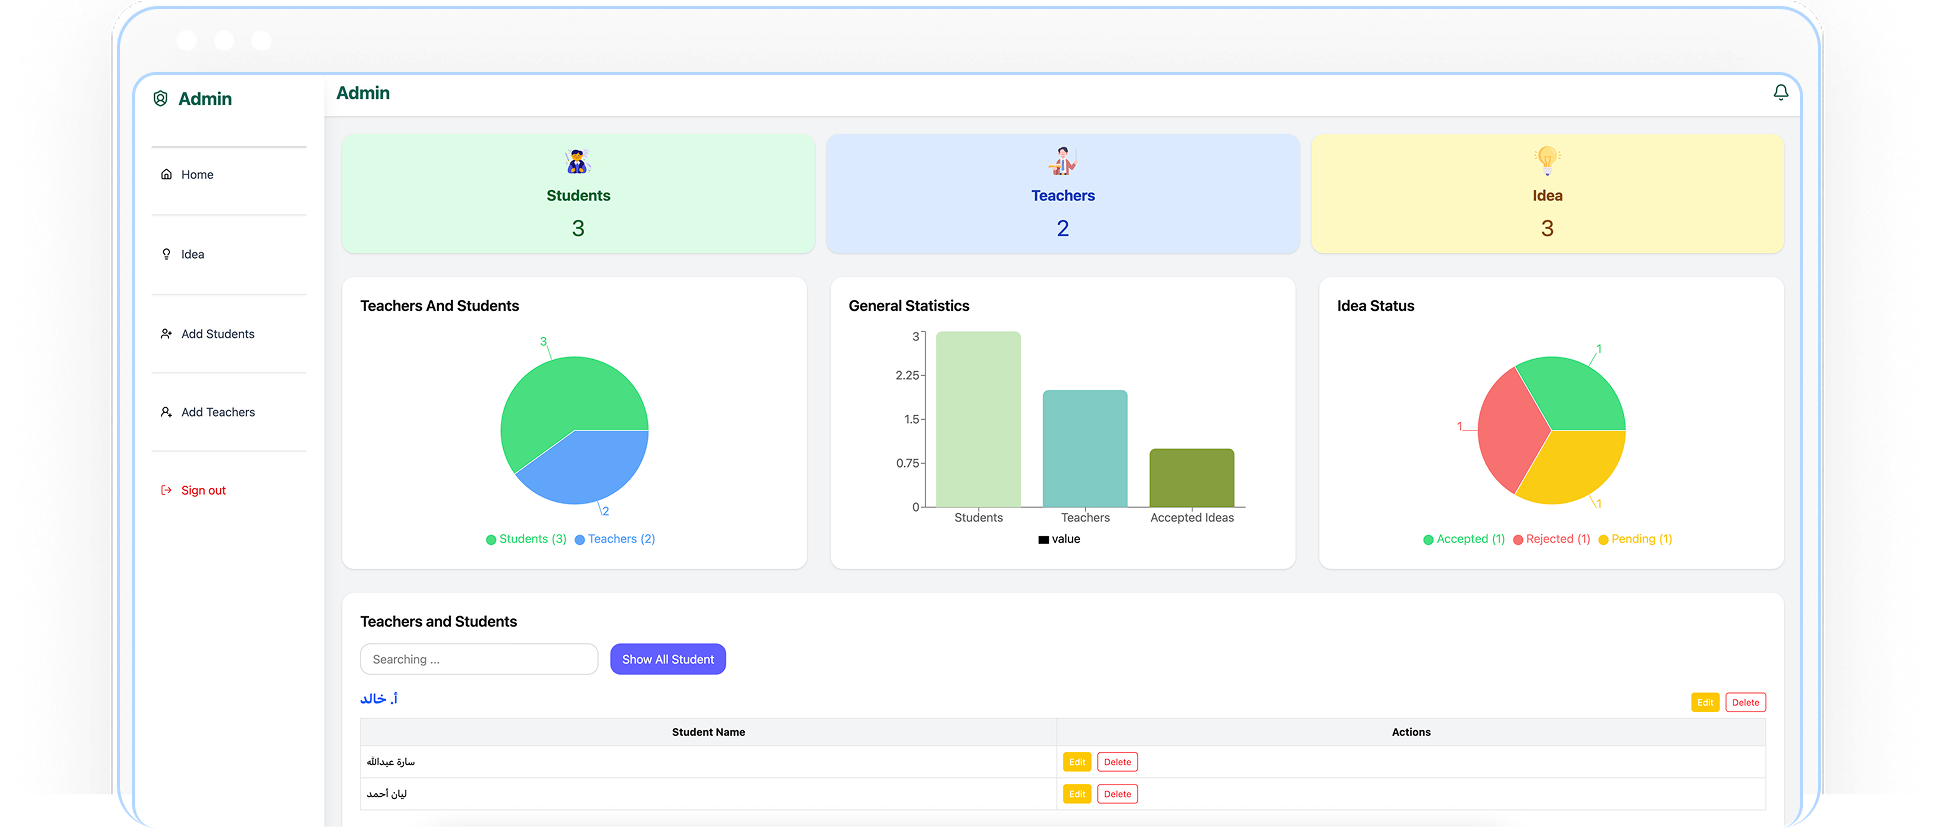 Admin
Home
Idea
Add Students
Add Teachers
Sign out
Admin
Students
3
Teachers
2
Idea
3
Teachers And Students
3
2
Students (3) Teachers (2)
General Statistics
3
2.25
1.5
0.75
0
Students Teachers Accepted Ideas
value
Idea Status
1
1
1
Accepted (1) Rejected (1) Pending (1)
Teachers and Students
Searching ... Show All Student
أ. خالد
Edit Delete
Student Name Actions
سارة عبدالله Edit Delete
ليان أحمد Edit Delete